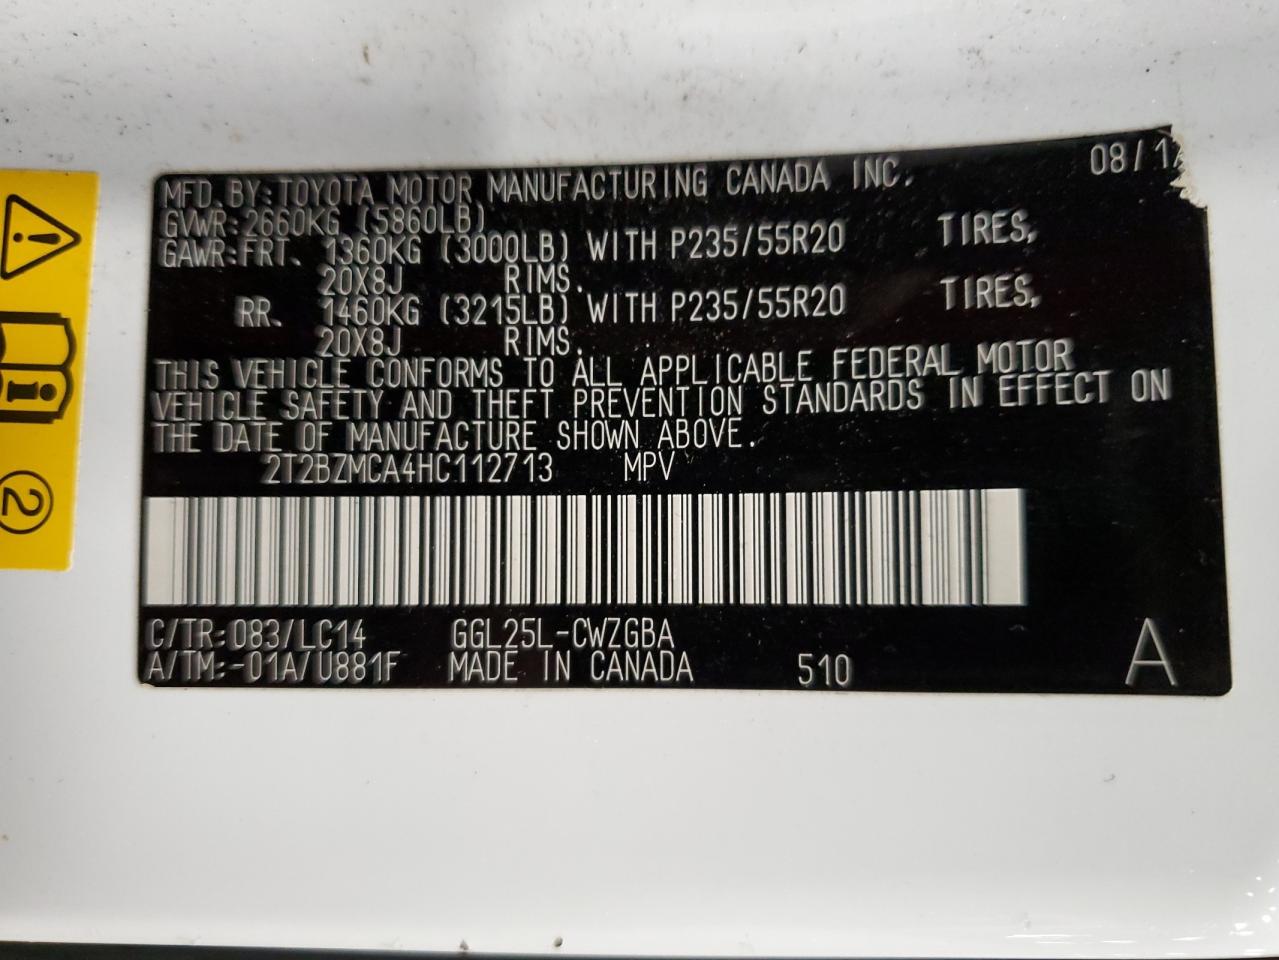 MFD. BY: TOYOTA MOTOR MANUFACTURING CANADA INC. 08/17
GVWR: 2660KG (5860LB)
GAWR: FRT. 1360KG (3000LB) WITH P235/55R20 TIRES,
20X8J RIMS.
RR. 1460KG (3215LB) WITH P235/55R20 TIRES,
20X8J RIMS.
THIS VEHICLE CONFORMS TO ALL APPLICABLE FEDERAL MOTOR
VEHICLE SAFETY AND THEFT PREVENTION STANDARDS IN EFFECT ON
THE DATE OF MANUFACTURE SHOWN ABOVE.
2T2BZMCA4HC112713 MPV
C/TR: 083/LC14 GGL25L-CWZGBA
A/TM: -01A/U881F MADE IN CANADA 510 A
2